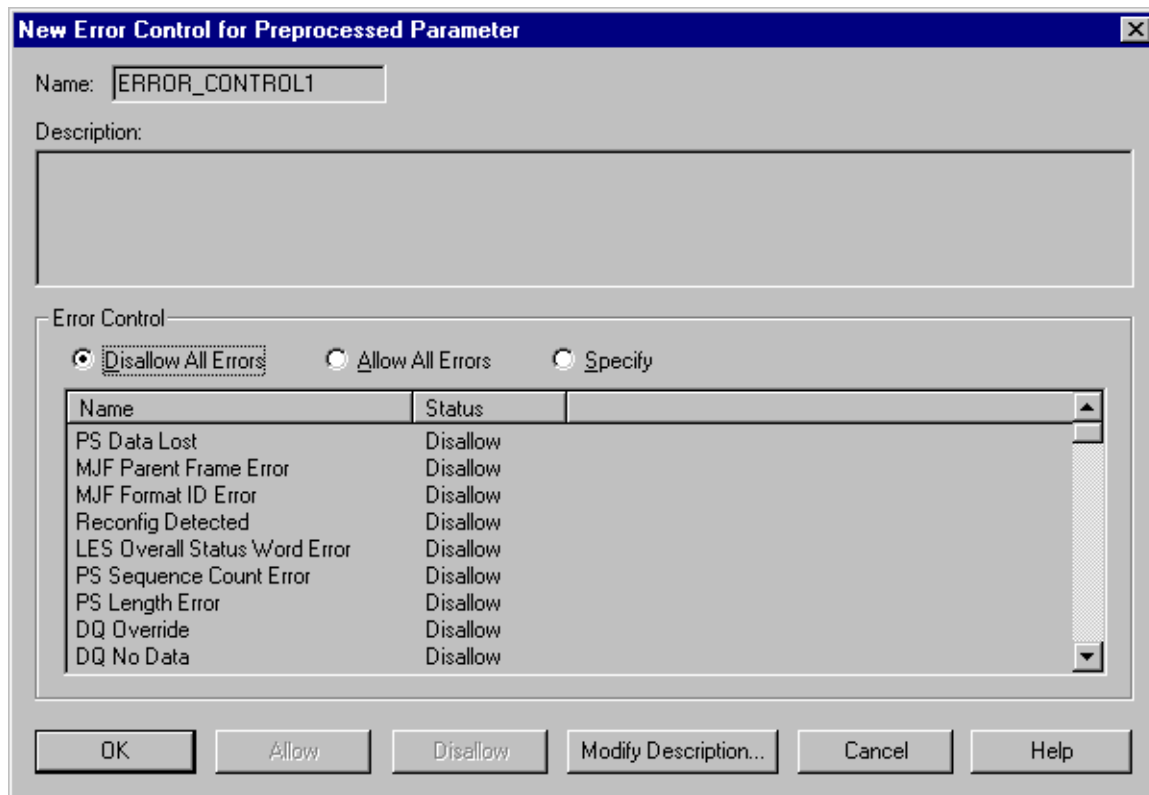 New Error Control for Preprocessed Parameter
Name: ERROR_CONTROL1
Description:
Error Control
Disallow All Errors Allow All Errors Specify
Name Status
PS Data Lost Disallow
MJF Parent Frame Error Disallow
MJF Format ID Error Disallow
Reconfig Detected Disallow
LES Overall Status Word Error Disallow
PS Sequence Count Error Disallow
PS Length Error Disallow
DQ Override Disallow
DQ No Data Disallow
OK Allow Disallow Modify Description... Cancel Help